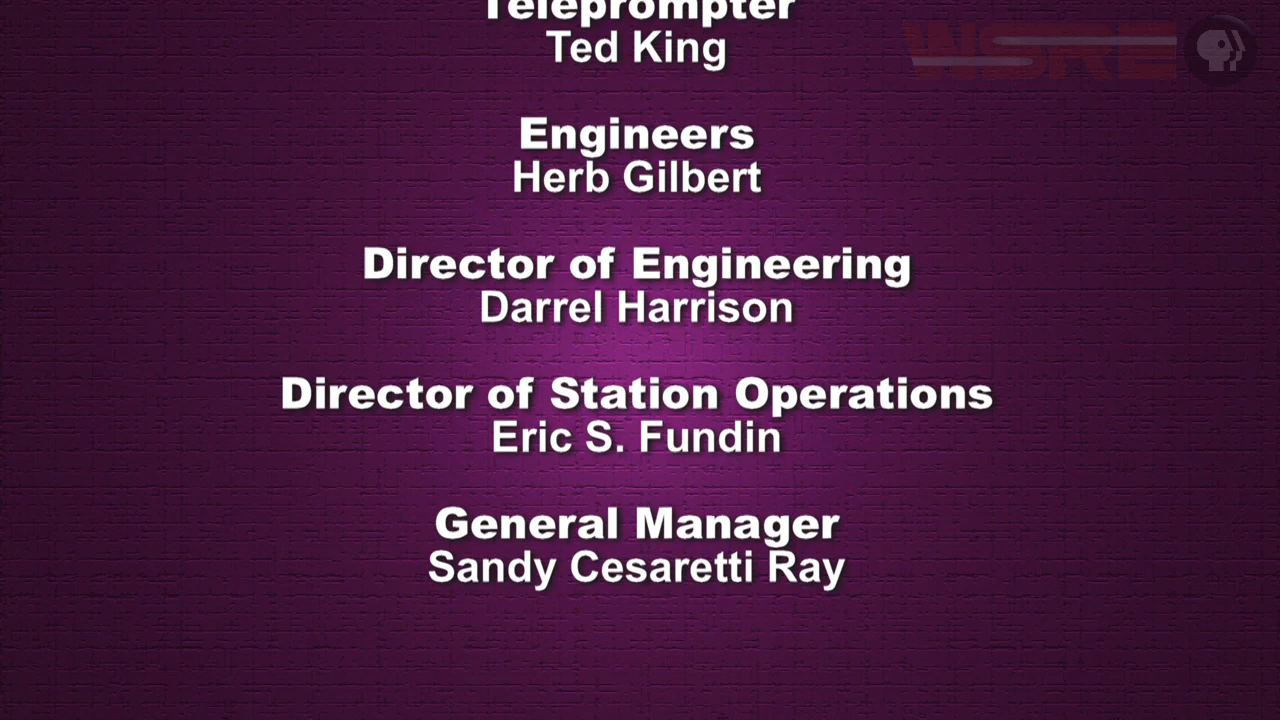 Teleprompter
Ted King
WSRE
Engineers
Herb Gilbert
Director of Engineering
Darrel Harrison
Director of Station Operations
Eric S. Fundin
General Manager
Sandy Cesaretti Ray